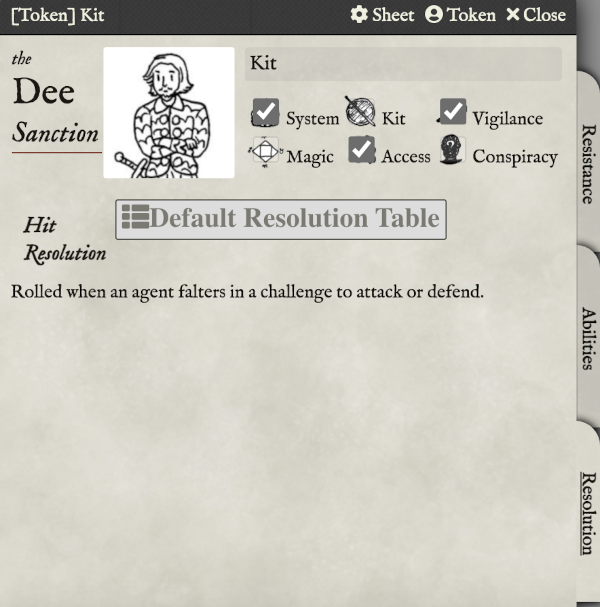 [Token] Kit Sheet Token Close
the
Dee
Sanction
Kit
System Kit Vigilance
Magic Access Conspiracy
Hit
Resolution
Default Resolution Table
Rolled when an agent falters in a challenge to attack or defend.
Resistance
Abilities
Resolution